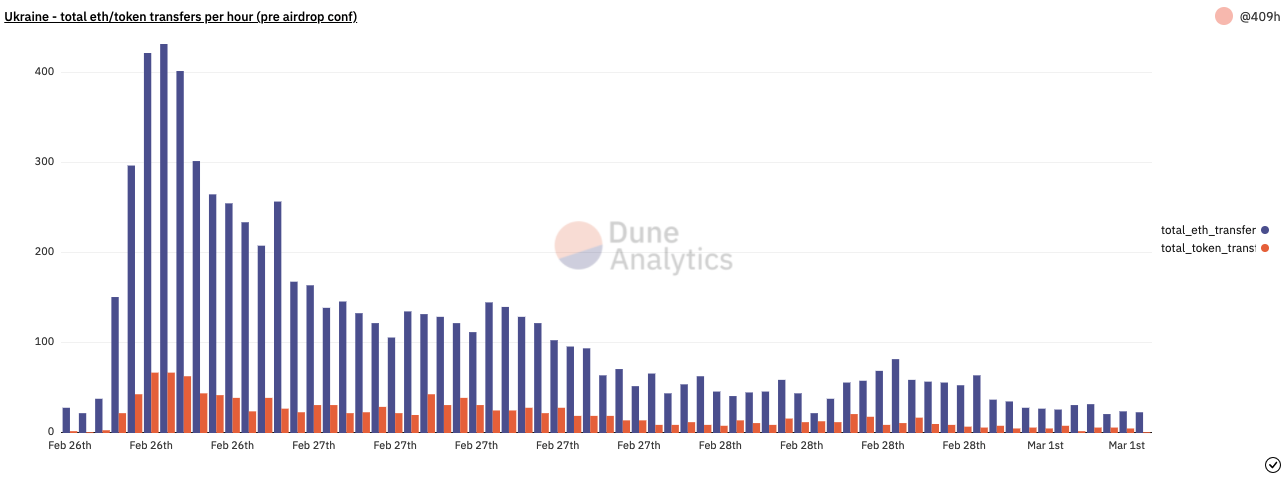 Ukraine - total eth/token transfers per hour (pre airdrop conf)
@409h
400
300
200
100
0
Dune
Analytics
total_eth_transfer
total_token_trans
Feb 26th Feb 26th Feb 26th Feb 27th Feb 27th Feb 27th Feb 27th Feb 27th Feb 28th Feb 28th Feb 28th Feb 28th Mar 1st Mar 1st